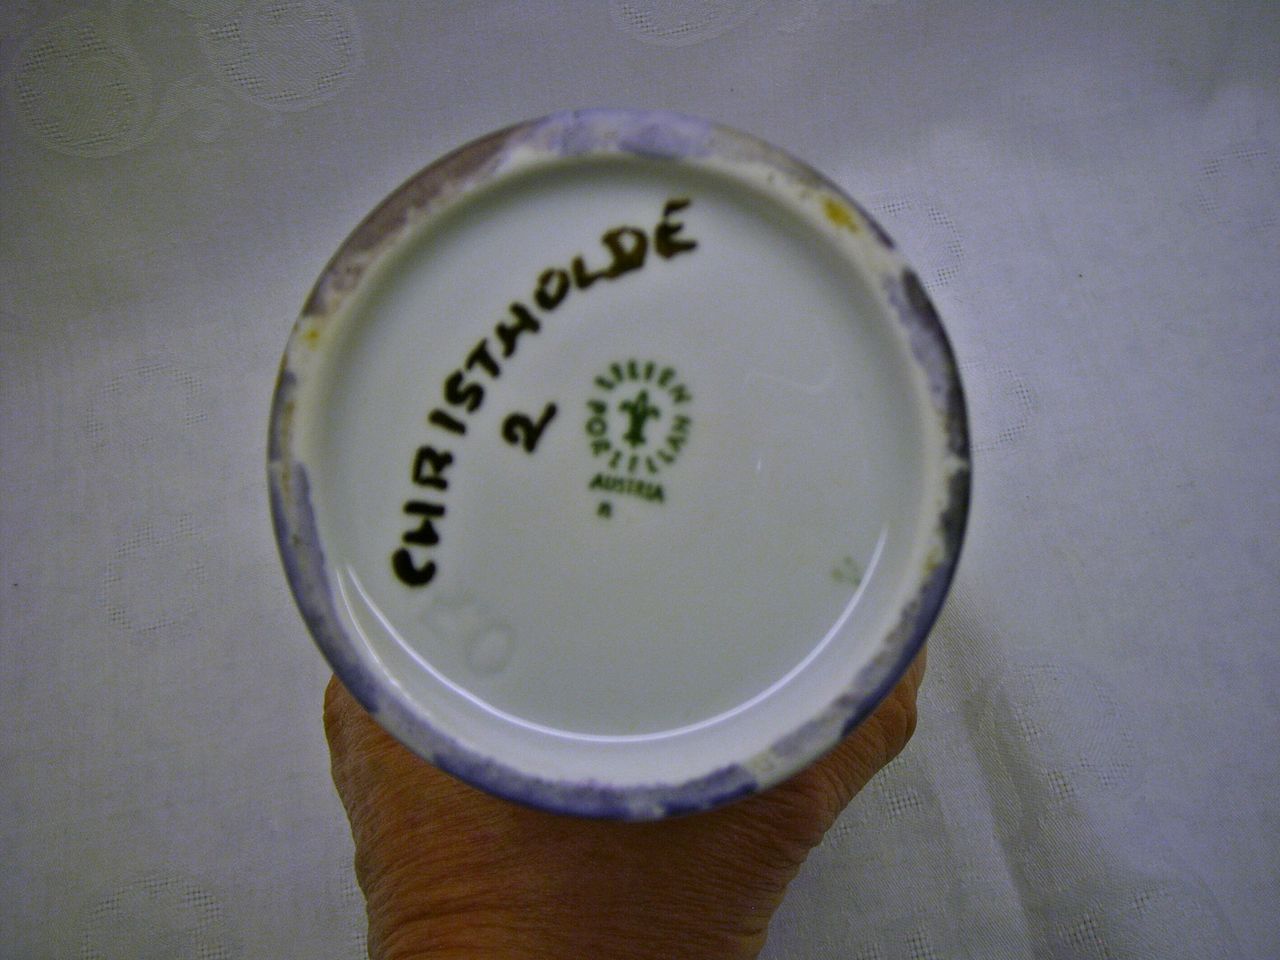 CHRISTHOLDE
2
LILIEN
PORZELLAN
AUSTRIA